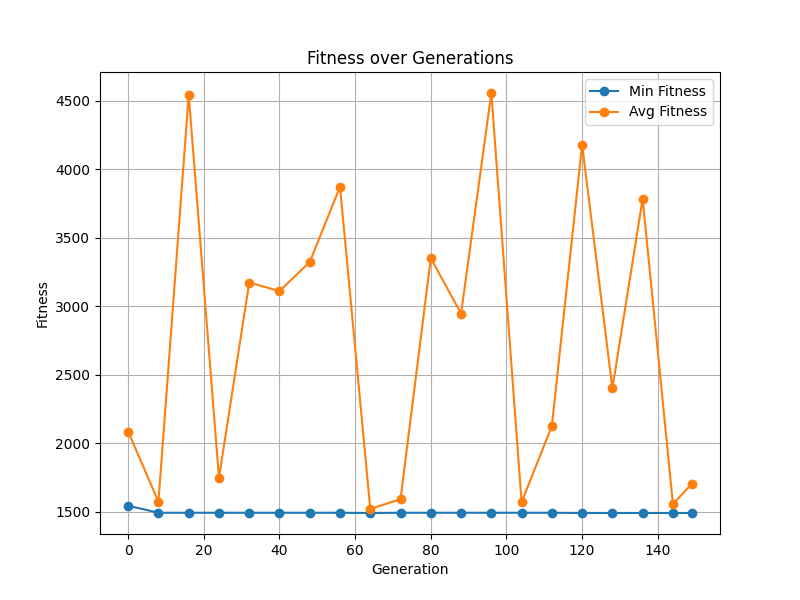 Fitness over Generations
Min Fitness
Avg Fitness
4500
4000
3500
3000
2500
2000
1500
Fitness
0 20 40 60 80 100 120 140
Generation